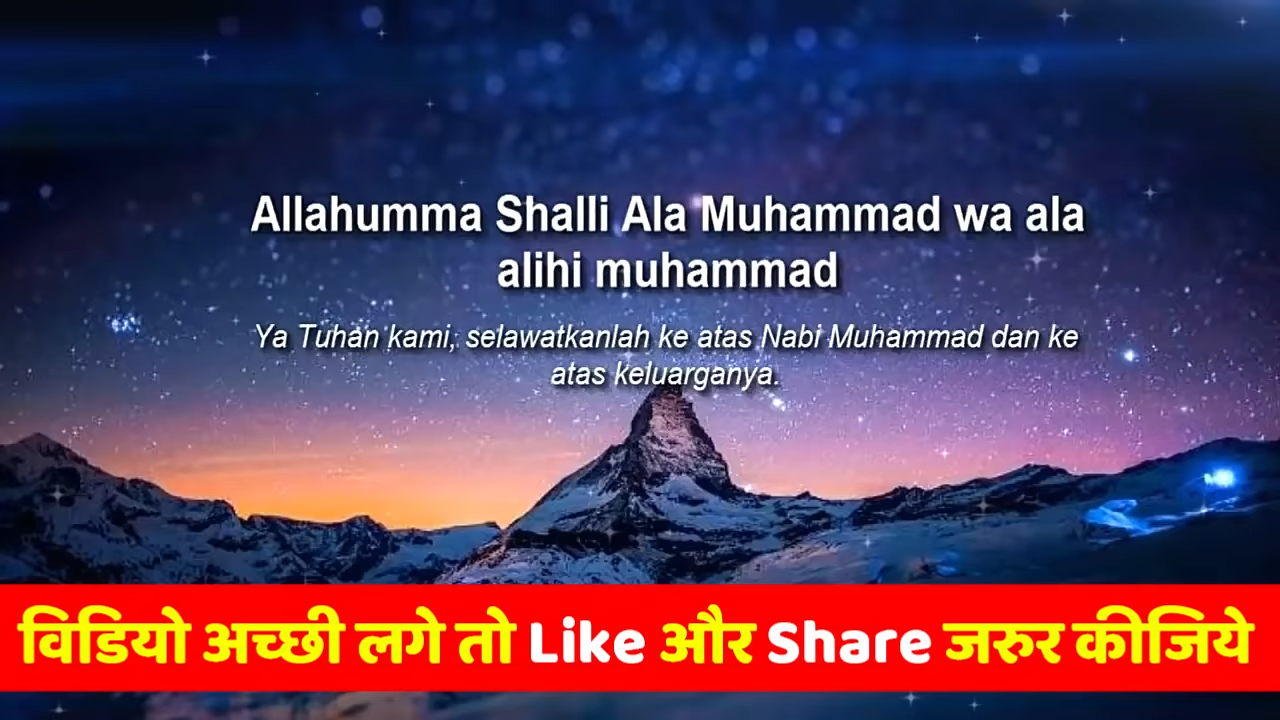 Allahumma Shalli Ala Muhammad wa ala
alihi muhammad
Ya Tuhan kami, selawatkanlah ke atas Nabi Muhammad dan ke
atas keluarganya.
विडियो अच्छी लगे तो Like और Share जरुर कीजिये